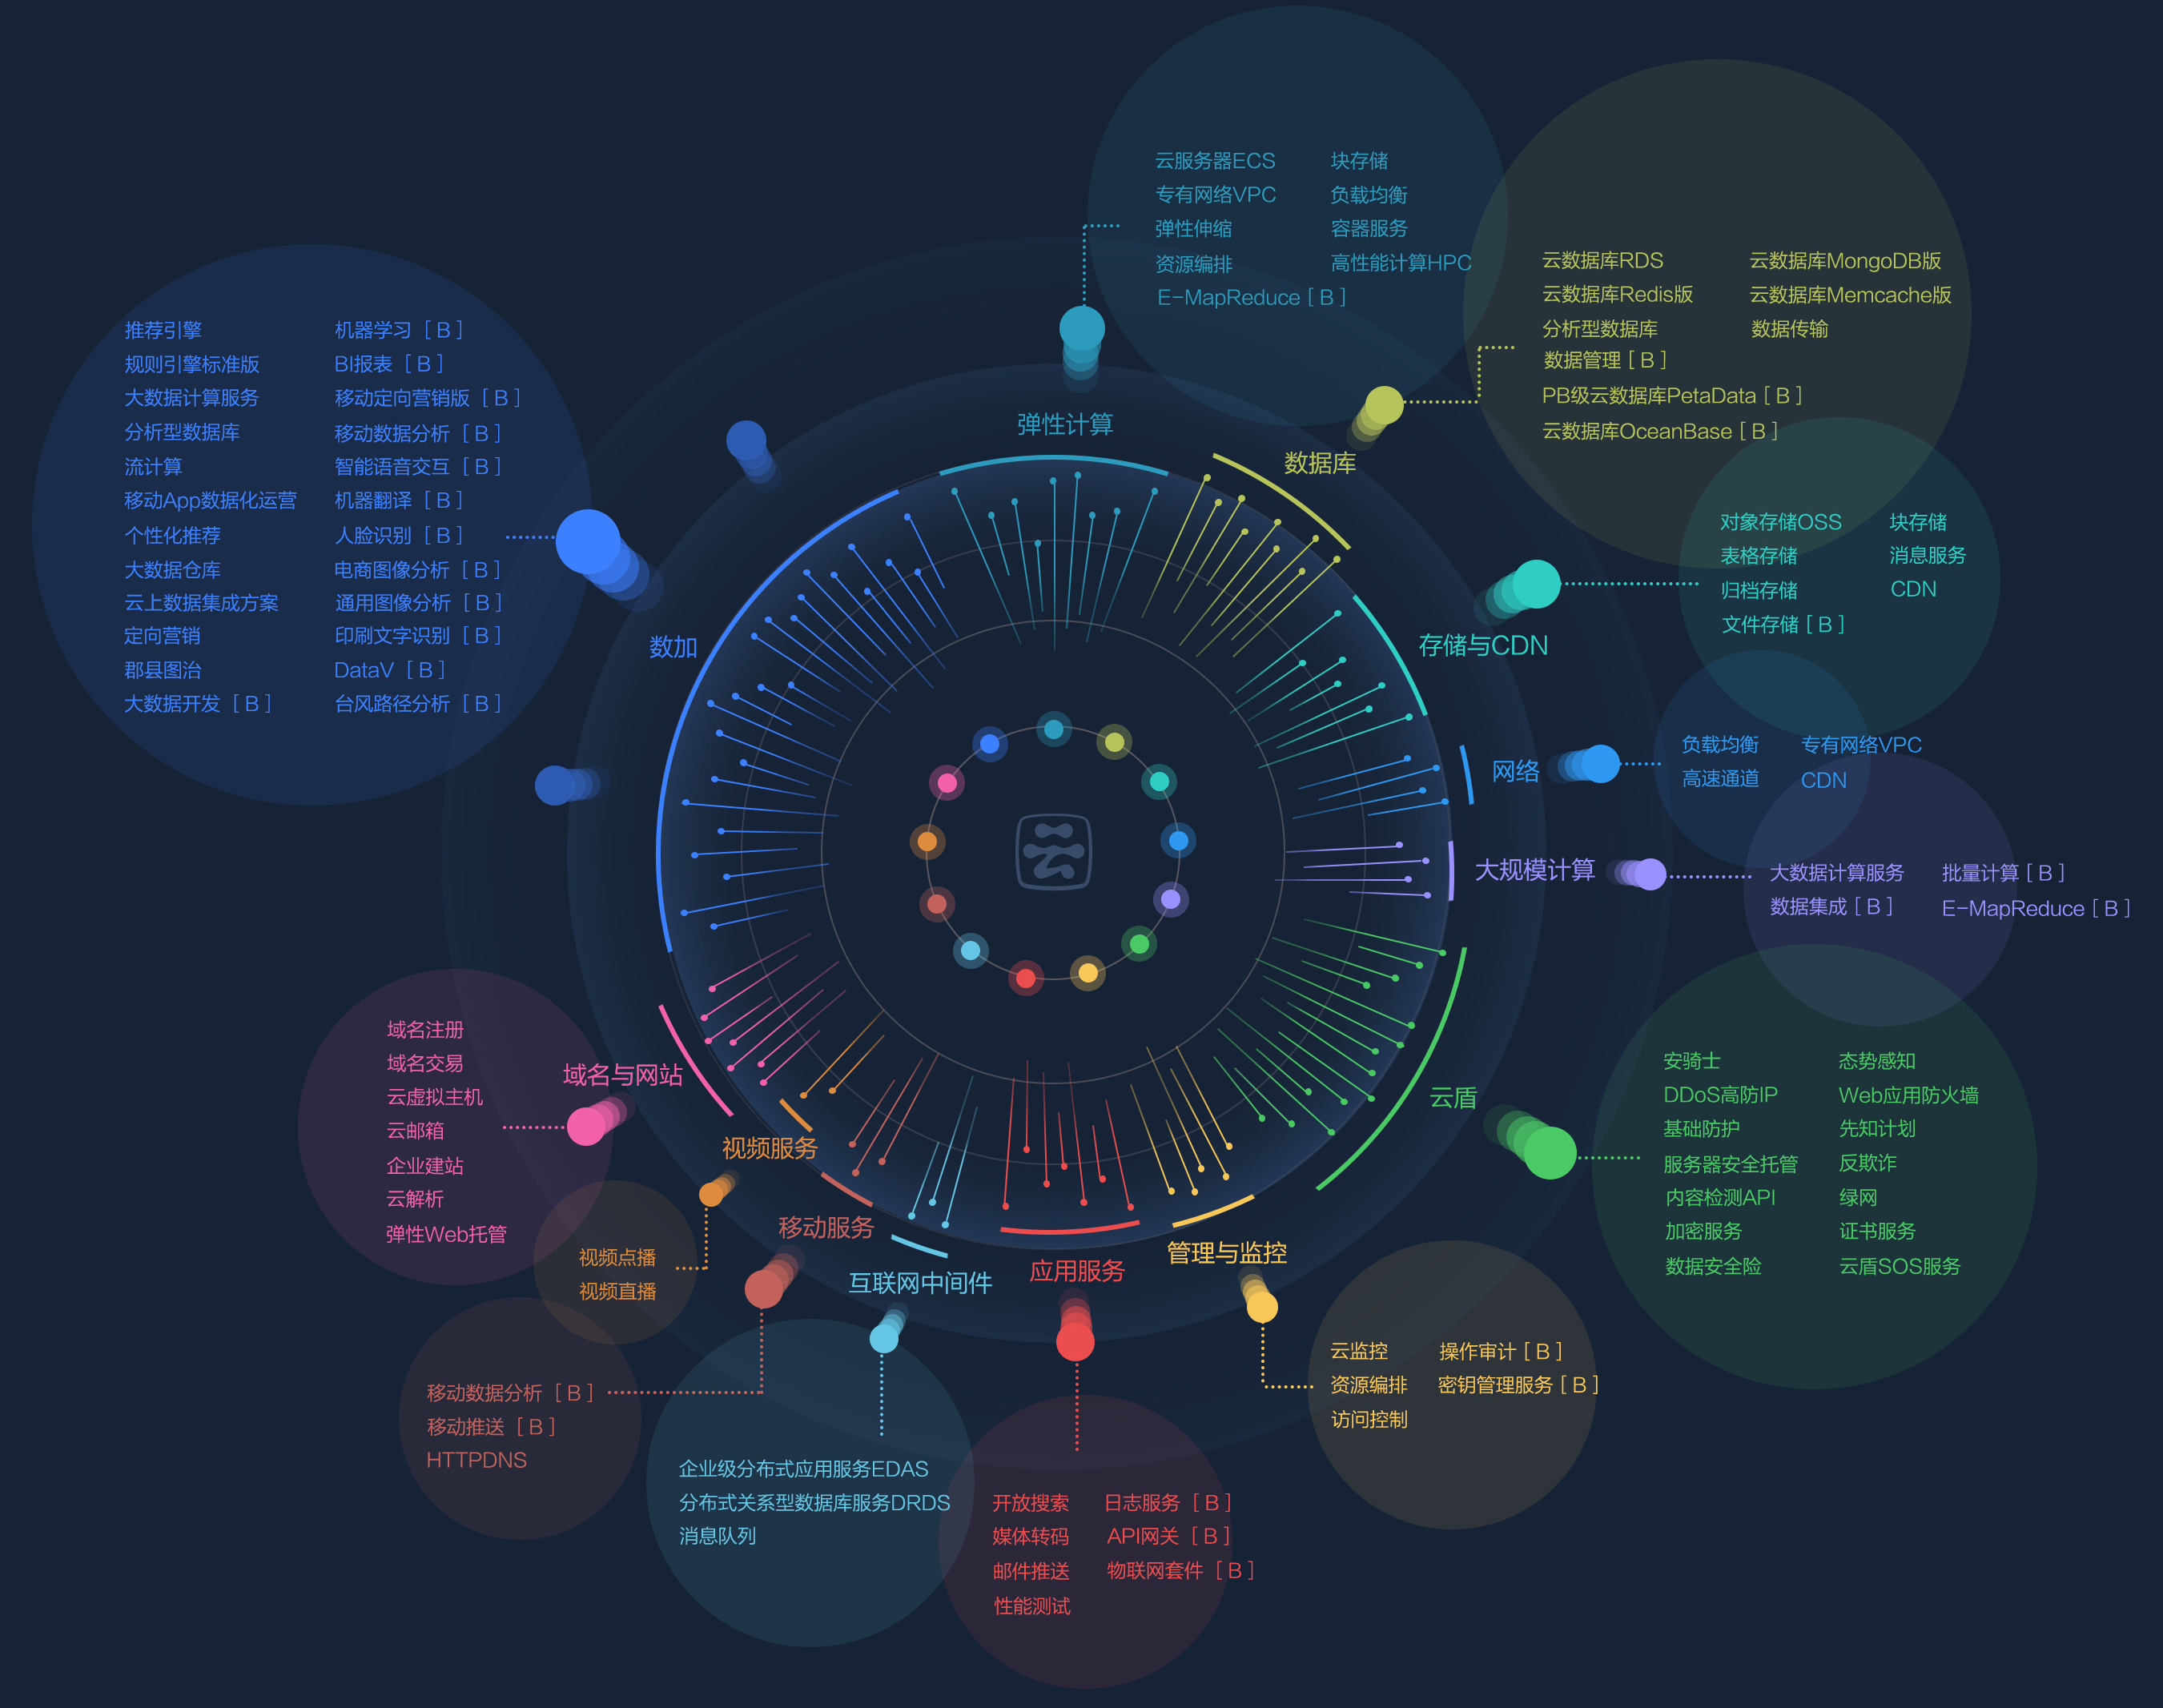 弹性计算
云服务器ECS 块存储
专有网络VPC 负载均衡
弹性伸缩 容器服务
资源编排 高性能计算HPC
E-MapReduce [ B ]
数据库
云数据库RDS 云数据库MongoDB版
云数据库Redis版 云数据库Memcache版
分析型数据库 数据传输
数据管理 [ B ]
PB级云数据库PetaData [ B ]
云数据库OceanBase [ B ]
存储与CDN
对象存储OSS 块存储
表格存储 消息服务
归档存储 CDN
文件存储 [ B ]
网络
负载均衡 专有网络VPC
高速通道 CDN
大规模计算
大数据计算服务 批量计算 [ B ]
数据集成 [ B ] E-MapReduce [ B ]
云盾
安骑士 态势感知
DDoS高防IP Web应用防火墙
基础防护 先知计划
服务器安全托管 反欺诈
内容检测API 绿网
加密服务 证书服务
数据安全险 云盾SOS服务
管理与监控
云监控 操作审计 [ B ]
资源编排 密钥管理服务 [ B ]
访问控制
应用服务
开放搜索 日志服务 [ B ]
媒体转码 API网关 [ B ]
邮件推送 物联网套件 [ B ]
性能测试
互联网中间件
企业级分布式应用服务EDAS
分布式关系型数据库服务DRDS
消息队列
移动服务
移动数据分析 [ B ]
移动推送 [ B ]
HTTPDNS
视频服务
视频点播
视频直播
域名与网站
域名注册
域名交易
云虚拟主机
云邮箱
企业建站
云解析
弹性Web托管
数加
推荐引擎 机器学习 [ B ]
规则引擎标准版 BI报表 [ B ]
大数据计算服务 移动定向营销版 [ B ]
分析型数据库 移动数据分析 [ B ]
流计算 智能语音交互 [ B ]
移动App数据化运营 机器翻译 [ B ]
个性化推荐 人脸识别 [ B ]
大数据仓库 电商图像分析 [ B ]
云上数据集成方案 通用图像分析 [ B ]
定向营销 印刷文字识别 [ B ]
郡县图治 DataV [ B ]
大数据开发 [ B ] 台风路径分析 [ B ]
云